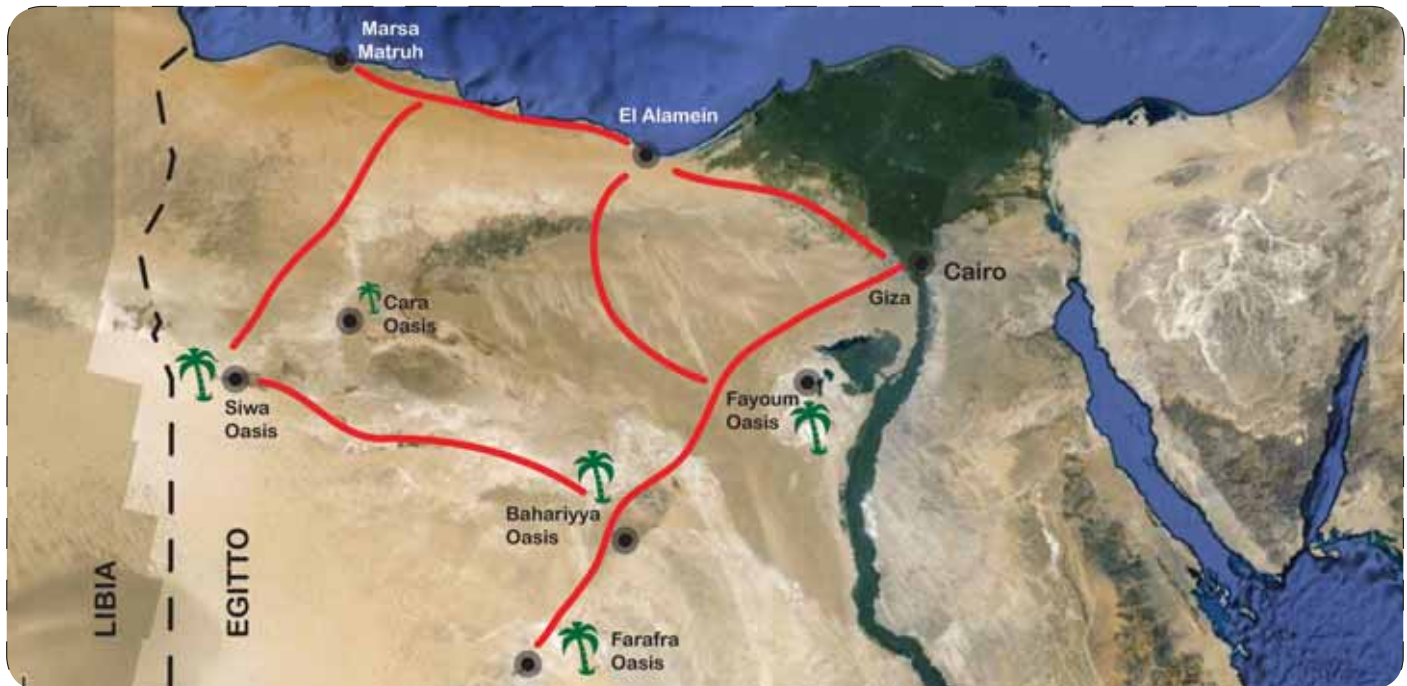 Marsa
Matruh
El Alamein
Cairo
Giza
Cara
Oasis
Siwa
Oasis
Fayoum
Oasis
Bahariyya
Oasis
Farafra
Oasis
LIBIA
EGITTO